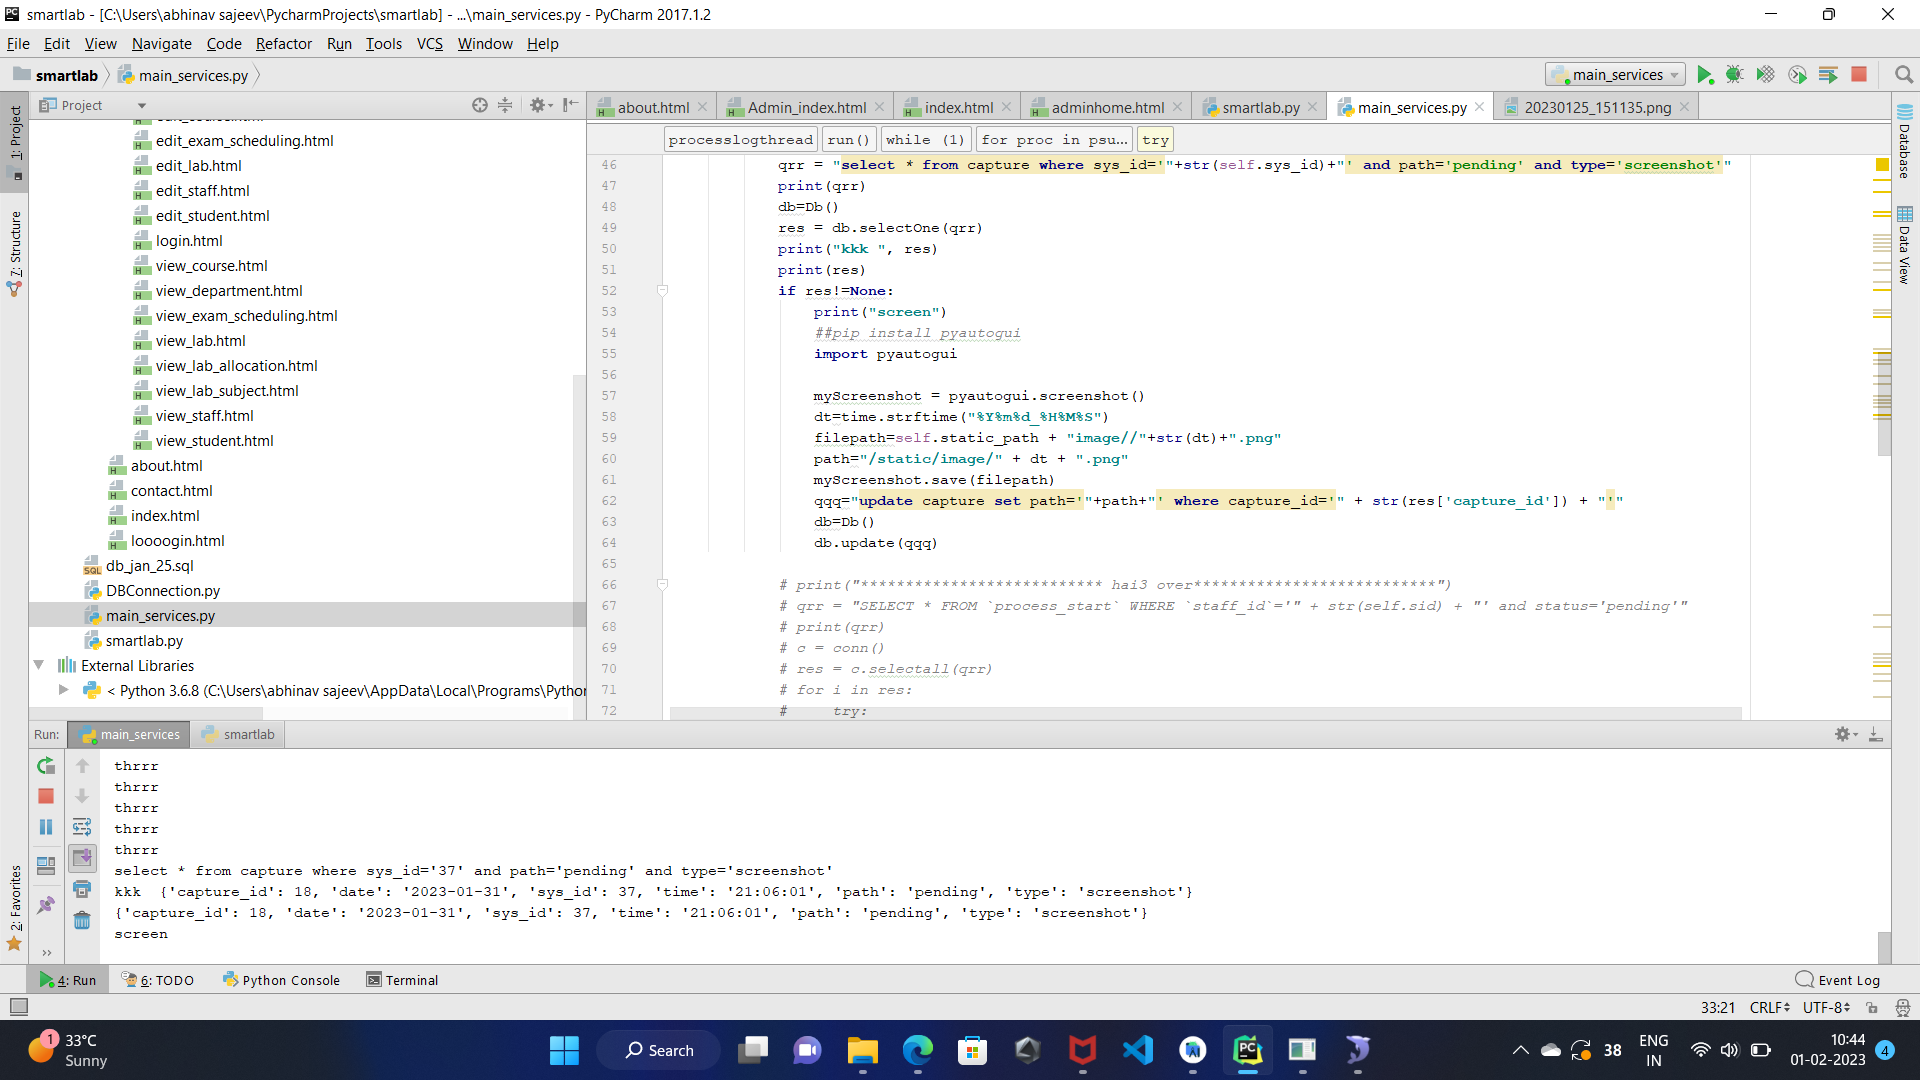 smartlab - [C:\Users\abhinav sajeev\PycharmProjects\smartlab] - ...\main_services.py - PyCharm 2017.1.2
File Edit View Navigate Code Refactor Run Tools VCS Window Help
smartlab main_services.py main_services
Project
about.html Admin_index.html index.html adminhome.html smartlab.py main_services.py 20230125_151135.png
processlogthread run() while (1) for proc in psu... try
1: Project
7: Structure
2: Favorites
Database
Data View
edit_exam_scheduling.html
edit_lab.html
edit_staff.html
edit_student.html
login.html
view_course.html
view_department.html
view_exam_scheduling.html
view_lab.html
view_lab_allocation.html
view_lab_subject.html
view_staff.html
view_student.html
about.html
contact.html
index.html
loooogin.html
db_jan_25.sql
DBConnection.py
main_services.py
smartlab.py
External Libraries
< Python 3.6.8 (C:\Users\abhinav sajeev\AppData\Local\Programs\Pytho
46 qrr = "select * from capture where sys_id='"+str(self.sys_id)+"' and path='pending' and type='screenshot'"
47 print(qrr)
48 db=Db()
49 res = db.selectOne(qrr)
50 print("kkk ", res)
51 print(res)
52 if res!=None:
53 print("screen")
54 ##pip install pyautogui
55 import pyautogui
56
57 myScreenshot = pyautogui.screenshot()
58 dt=time.strftime("%Y%m%d_%H%M%S")
59 filepath=self.static_path + "image//"+str(dt)+".png"
60 path="/static/image/" + dt + ".png"
61 myScreenshot.save(filepath)
62 qqq="update capture set path='"+path+"' where capture_id='" + str(res['capture_id']) + "'"
63 db=Db()
64 db.update(qqq)
65
66 # print("*************************** hai3 over***************************")
67 # qrr = "SELECT * FROM `process_start` WHERE `staff_id`='" + str(self.sid) + "' and status='pending'"
68 # print(qrr)
69 # c = conn()
70 # res = c.selectall(qrr)
71 # for i in res:
72 # try:
Run: main_services smartlab
thrrr
thrrr
thrrr
thrrr
thrrr
select * from capture where sys_id='37' and path='pending' and type='screenshot'
kkk  {'capture_id': 18, 'date': '2023-01-31', 'sys_id': 37, 'time': '21:06:01', 'path': 'pending', 'type': 'screenshot'}
{'capture_id': 18, 'date': '2023-01-31', 'sys_id': 37, 'time': '21:06:01', 'path': 'pending', 'type': 'screenshot'}
screen
4: Run 6: TODO Python Console Terminal Event Log
33:21 CRLF UTF-8
1 33°C
Sunny
Search
38
ENG
IN
10:44
01-02-2023
4